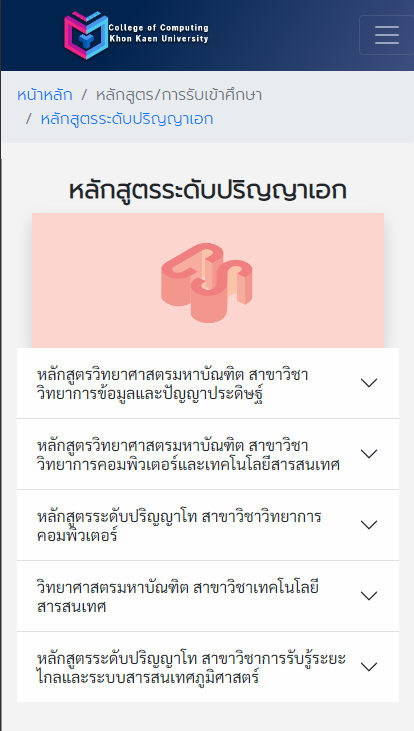 College of Computing
Khon Kaen University
หน้าหลัก / หลักสูตร/การรับเข้าศึกษา
/ หลักสูตรระดับปริญญาเอก
หลักสูตรระดับปริญญาเอก
หลักสูตรวิทยาศาสตรมหาบัณฑิต สาขาวิชา
วิทยาการข้อมูลและปัญญาประดิษฐ์
หลักสูตรวิทยาศาสตรมหาบัณฑิต สาขาวิชา
วิทยาการคอมพิวเตอร์และเทคโนโลยีสารสนเทศ
หลักสูตรระดับปริญญาโท สาขาวิชาวิทยาการ
คอมพิวเตอร์
วิทยาศาสตรมหาบัณฑิต สาขาวิชาเทคโนโลยี
สารสนเทศ
หลักสูตรระดับปริญญาโท สาขาวิชาการรับรู้ระยะ
ไกลและระบบสารสนเทศภูมิศาสตร์